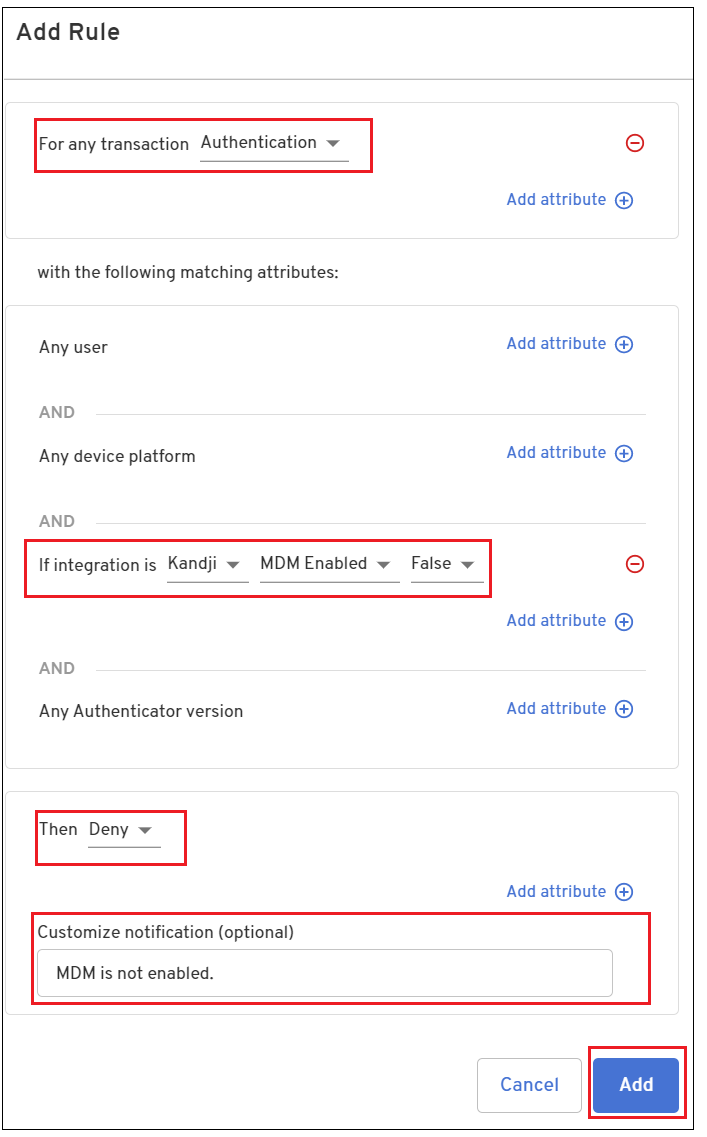 Add Rule
For any transaction Authentication
Add attribute
with the following matching attributes:
Any user Add attribute
AND
Any device platform Add attribute
AND
If integration is Kandji MDM Enabled False
Add attribute
AND
Any Authenticator version Add attribute
Then Deny
Add attribute
Customize notification (optional)
MDM is not enabled.
Cancel Add